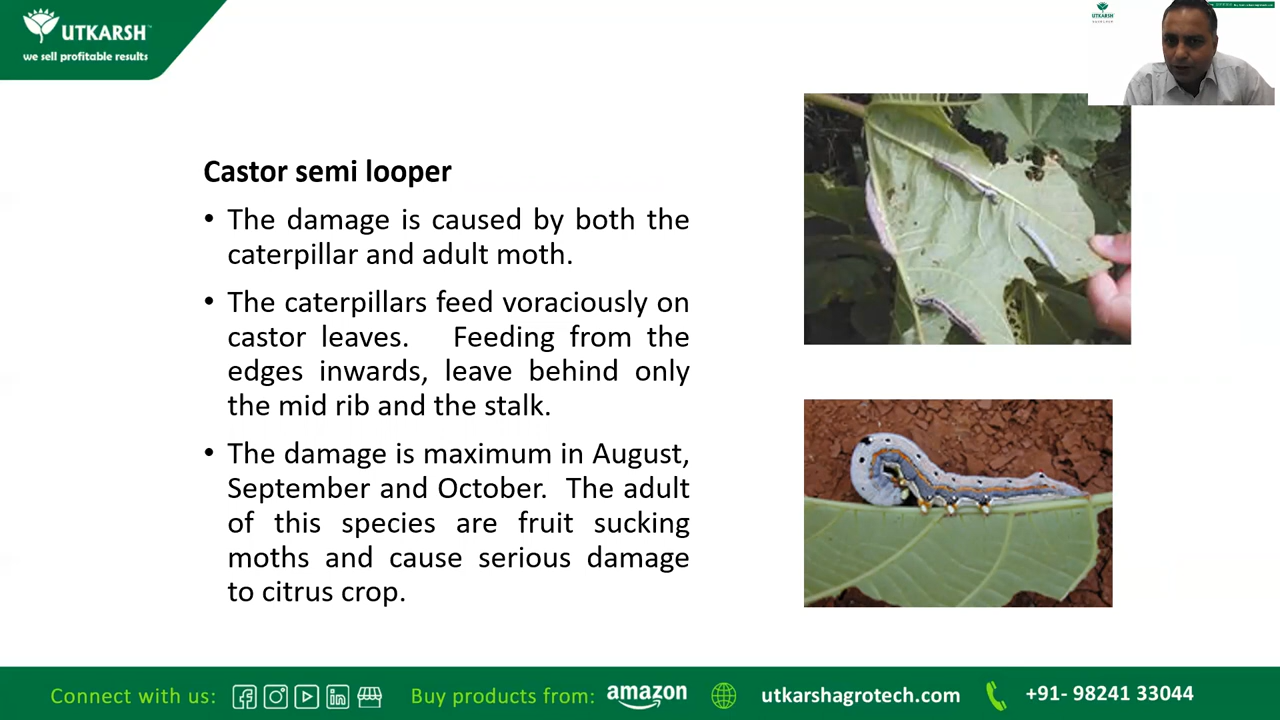 UTKARSH
we sell profitable results
UTKARSH
Castor semi looper
• The damage is caused by both the
caterpillar and adult moth.
• The caterpillars feed voraciously on
castor leaves. Feeding from the
edges inwards, leave behind only
the mid rib and the stalk.
• The damage is maximum in August,
September and October. The adult
of this species are fruit sucking
moths and cause serious damage
to citrus crop.
Connect with us:
Buy products from: amazon
utkarshagrotech.com
+91- 98241 33044